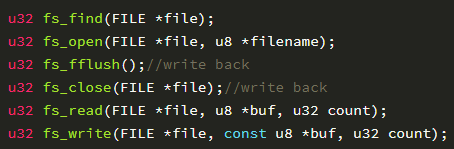 u32 fs_find(FILE *file);
u32 fs_open(FILE *file, u8 *filename);
u32 fs_fflush();//write back
u32 fs_close(FILE *file);//write back
u32 fs_read(FILE *file, u8 *buf, u32 count);
u32 fs_write(FILE *file, const u8 *buf, u32 count);